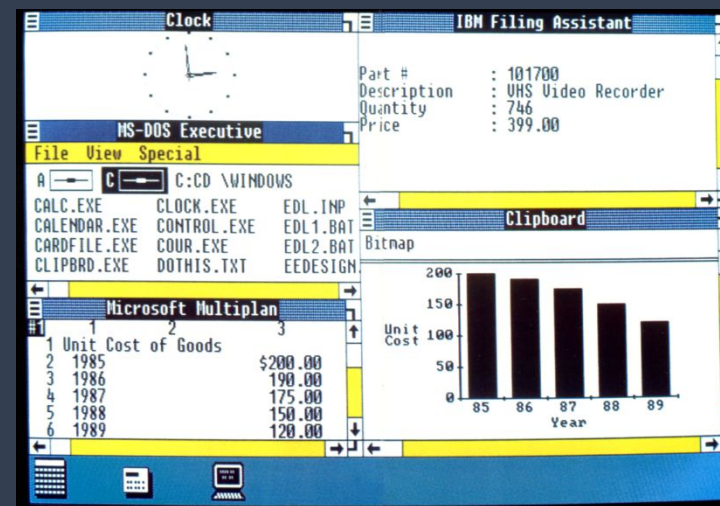 Clock
MS-DOS Executive
File View Special
A C C:CD \WINDOWS
CALC.EXE CLOCK.EXE EDL.INP
CALENDAR.EXE CONTROL.EXE EDL1.BAT
CARDFILE.EXE COUR.EXE EDL2.BAT
CLIPBRD.EXE DOTHIS.TXT EEDESIGN.
Microsoft Multiplan
#1 1 2 3
1 Unit Cost of Goods
2 1985 $200.00
3 1986 190.00
4 1987 175.00
5 1988 150.00
6 1989 120.00
IBM Filing Assistant
Part # : 101700
Description : VHS Video Recorder
Quantity : 746
Price : 399.00
Clipboard
Bitmap
200
150
Unit
Cost
100
50
0
85 86 87 88 89
Year